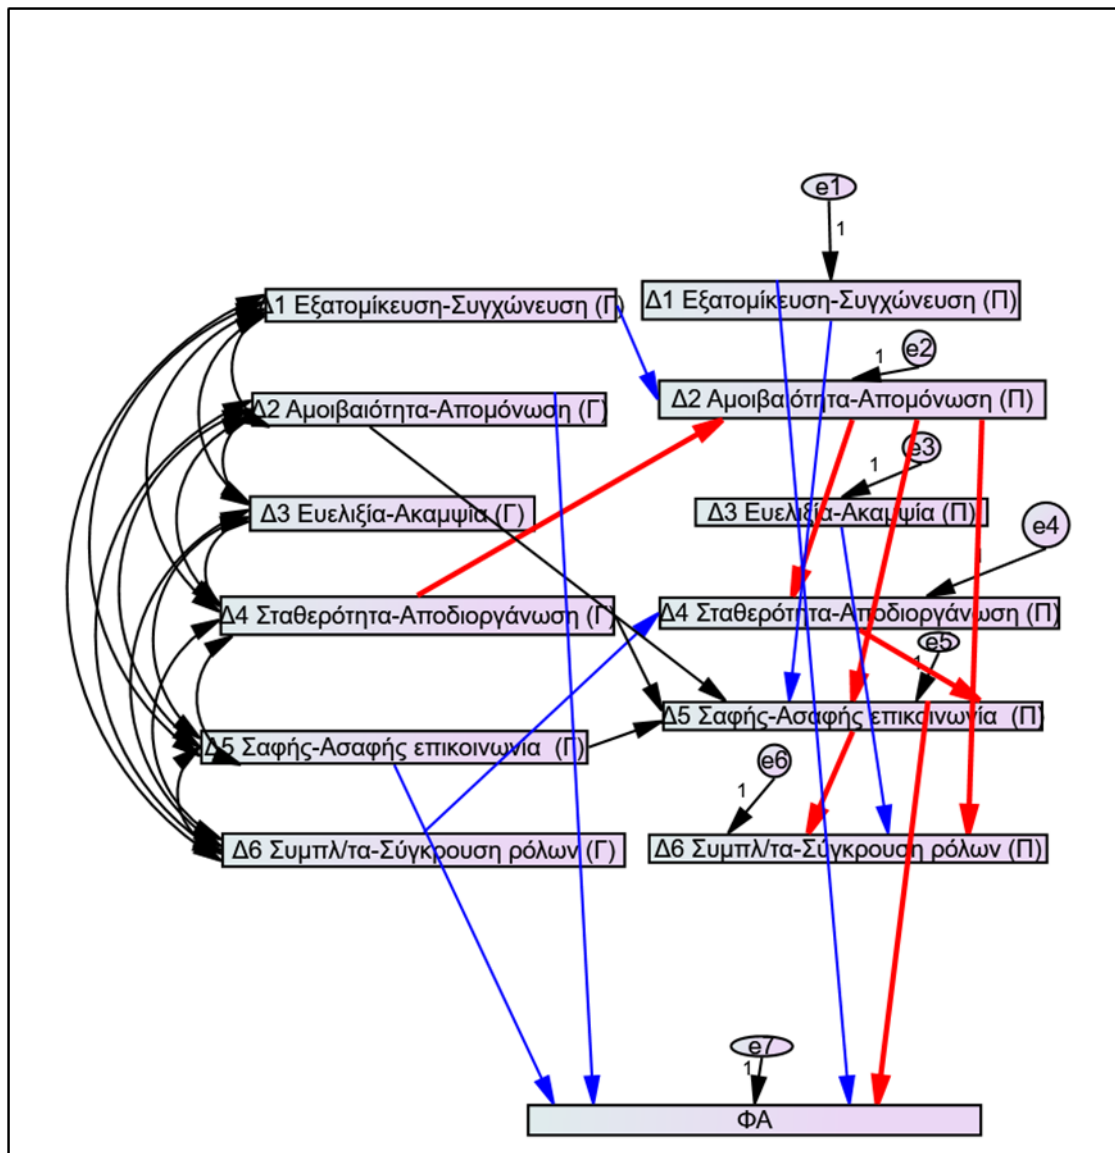 e1
1
Δ1 Εξατομίκευση-Συγχώνευση (Γ)
Δ1 Εξατομίκευση-Συγχώνευση (Π)
e2
1
Δ2 Αμοιβαιότητα-Απομόνωση (Γ)
Δ2 Αμοιβαιότητα-Απομόνωση (Π)
e3
1
Δ3 Ευελιξία-Ακαμψία (Γ)
Δ3 Ευελιξία-Ακαμψία (Π)
e4
1
Δ4 Σταθερότητα-Αποδιοργάνωση (Γ)
Δ4 Σταθερότητα-Αποδιοργάνωση (Π)
e5
1
Δ5 Σαφής-Ασαφής επικοινωνία (Γ)
Δ5 Σαφής-Ασαφής επικοινωνία (Π)
e6
1
Δ6 Συμπλ/τα-Σύγκρουση ρόλων (Γ)
Δ6 Συμπλ/τα-Σύγκρουση ρόλων (Π)
e7
1
ΦΑ